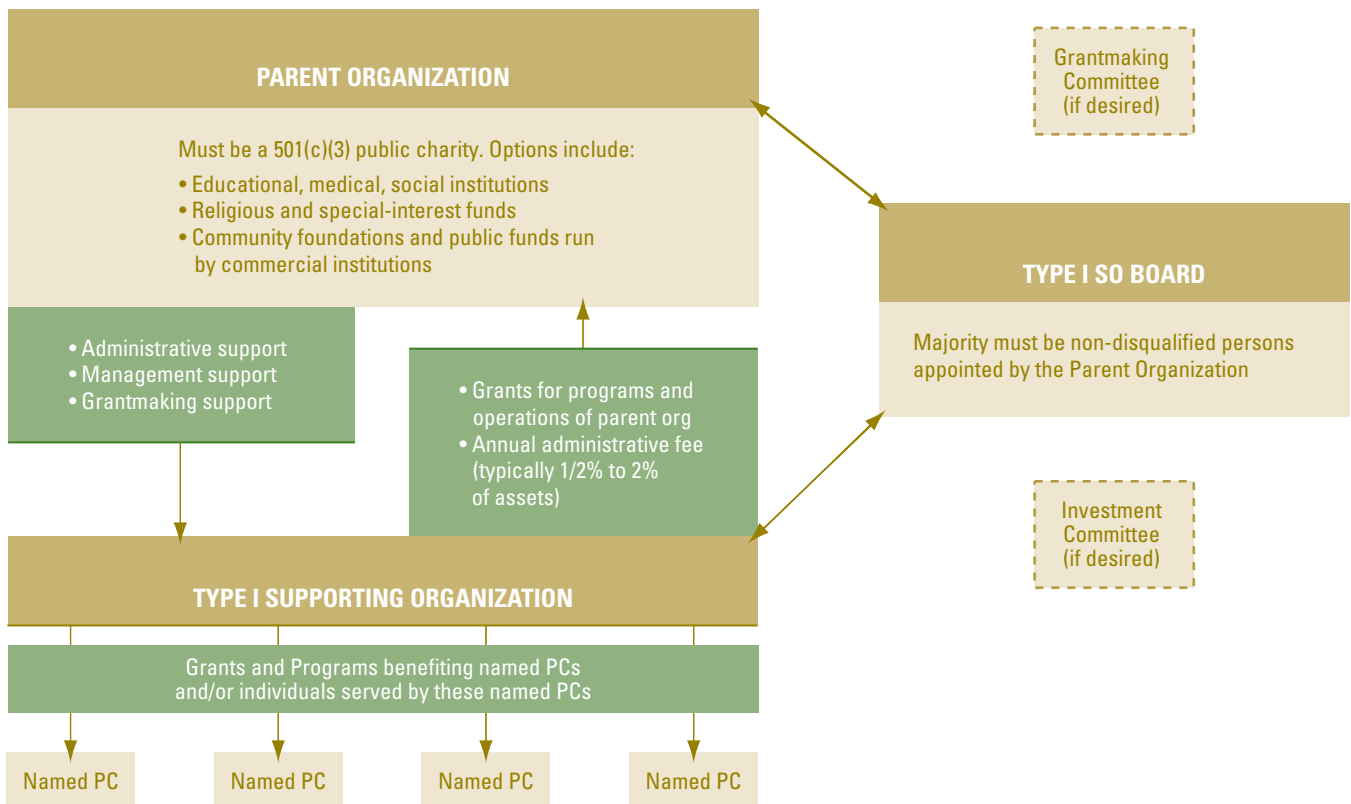 PARENT ORGANIZATION
Must be a 501(c)(3) public charity. Options include:
• Educational, medical, social institutions
• Religious and special-interest funds
• Community foundations and public funds run
by commercial institutions
Grantmaking
Committee
(if desired)
TYPE I SO BOARD
Majority must be non-disqualified persons
appointed by the Parent Organization
• Administrative support
• Management support
• Grantmaking support
• Grants for programs and
operations of parent org
• Annual administrative fee
(typically 1/2% to 2%
of assets)
Investment
Committee
(if desired)
TYPE I SUPPORTING ORGANIZATION
Grants and Programs benefiting named PCs
and/or individuals served by these named PCs
Named PC
Named PC
Named PC
Named PC